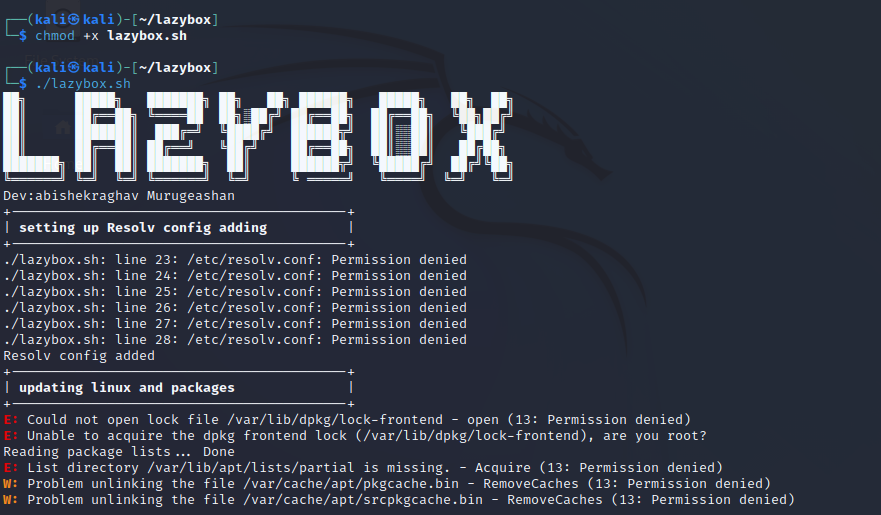 ┌──(kali㉿kali)-[~/lazybox]
└─$ chmod +x lazybox.sh
┌──(kali㉿kali)-[~/lazybox]
└─$ ./lazybox.sh
LAZYBOX
Dev:abishekraghav Murugeashan
+------------------------------------------+
| setting up Resolv config adding |
+------------------------------------------+
./lazybox.sh: line 23: /etc/resolv.conf: Permission denied
./lazybox.sh: line 24: /etc/resolv.conf: Permission denied
./lazybox.sh: line 25: /etc/resolv.conf: Permission denied
./lazybox.sh: line 26: /etc/resolv.conf: Permission denied
./lazybox.sh: line 27: /etc/resolv.conf: Permission denied
./lazybox.sh: line 28: /etc/resolv.conf: Permission denied
Resolv config added
+------------------------------------------+
| updating linux and packages |
+------------------------------------------+
E: Could not open lock file /var/lib/dpkg/lock-frontend - open (13: Permission denied)
E: Unable to acquire the dpkg frontend lock (/var/lib/dpkg/lock-frontend), are you root?
Reading package lists... Done
E: List directory /var/lib/apt/lists/partial is missing. - Acquire (13: Permission denied)
W: Problem unlinking the file /var/cache/apt/pkgcache.bin - RemoveCaches (13: Permission denied)
W: Problem unlinking the file /var/cache/apt/srcpkgcache.bin - RemoveCaches (13: Permission denied)